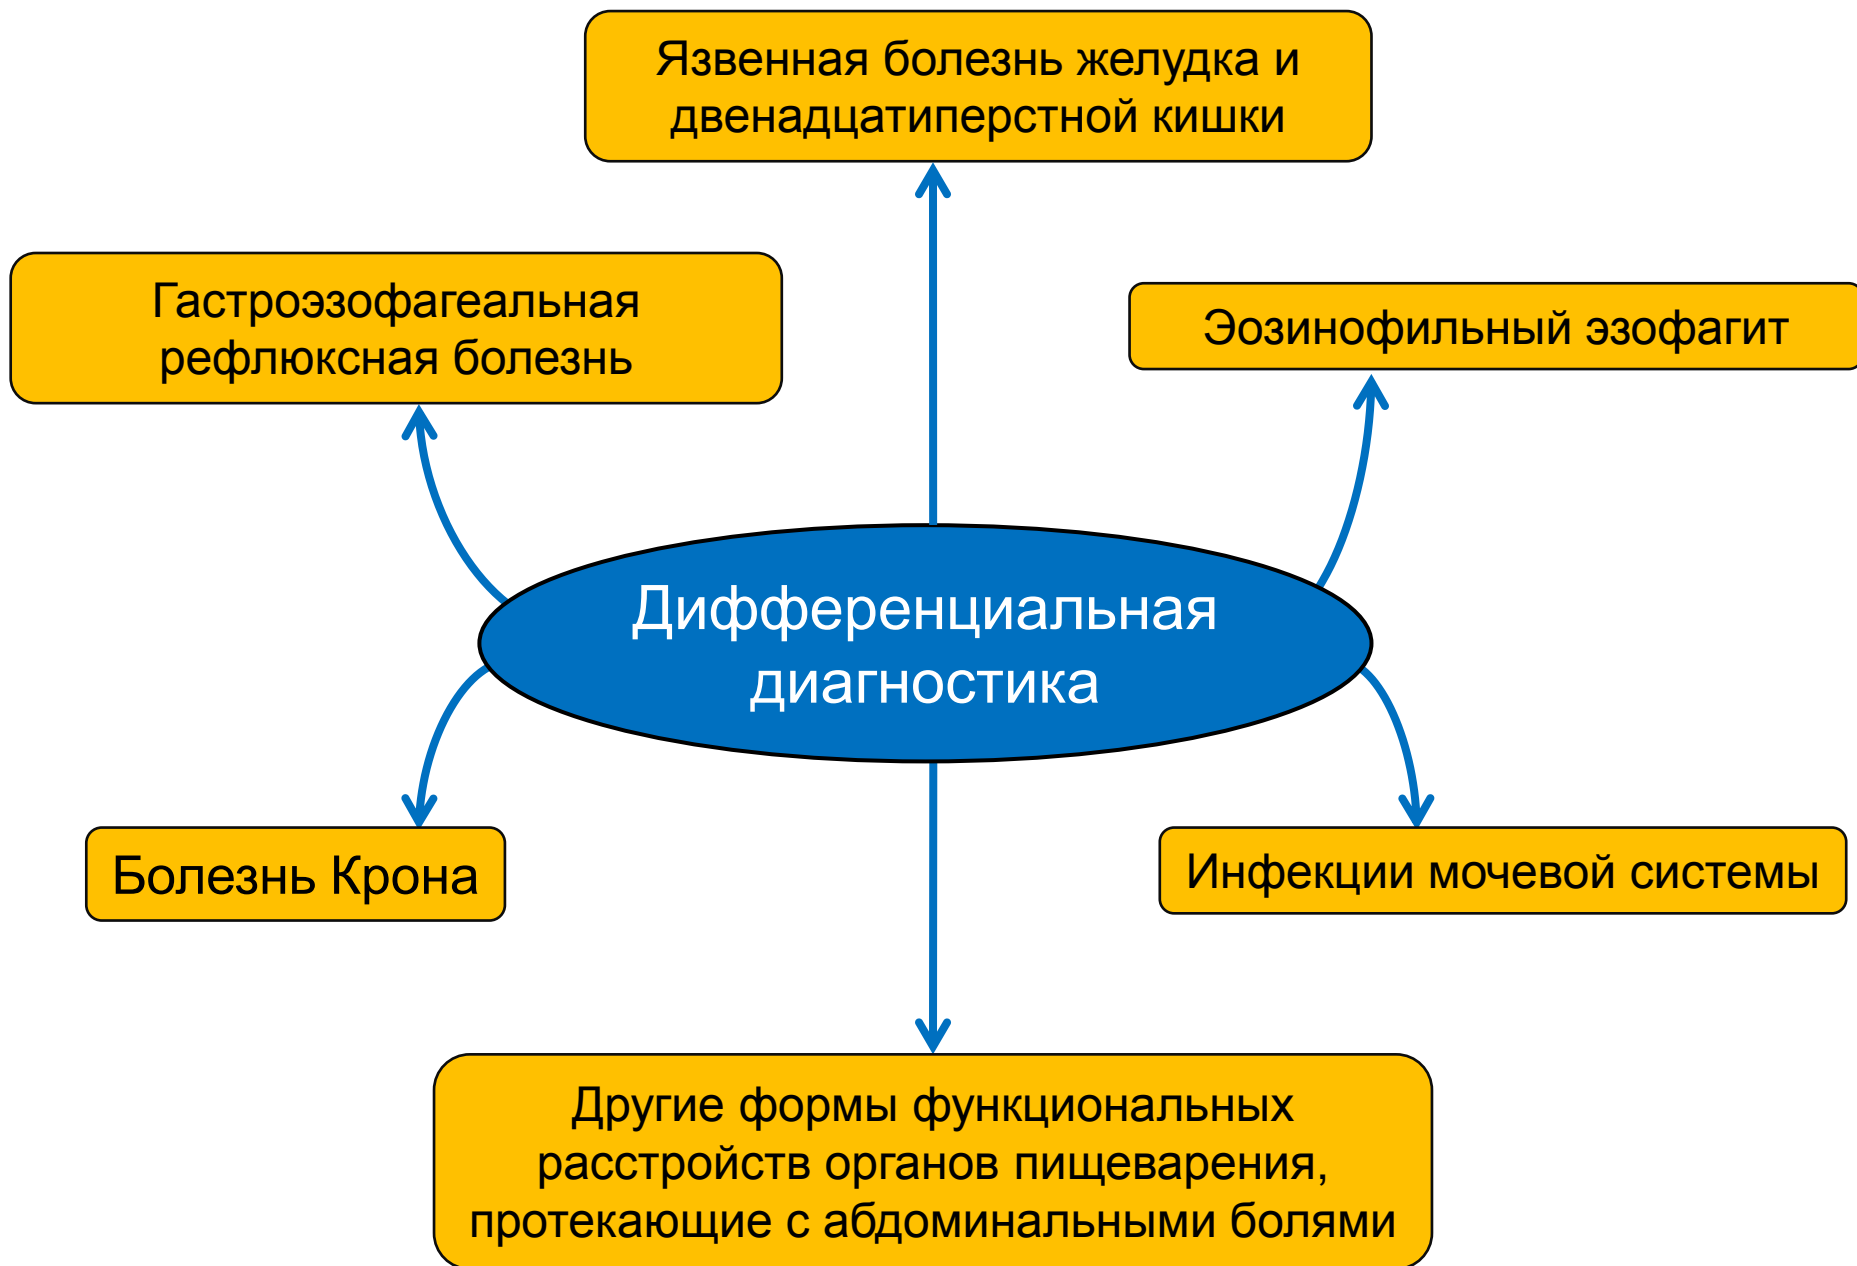 Язвенная болезнь желудка и
двенадцатиперстной кишки
Гастроэзофагеальная
рефлюксная болезнь
Эозинофильный эзофагит
Дифференциальная
диагностика
Болезнь Крона
Инфекции мочевой системы
Другие формы функциональных
расстройств органов пищеварения,
протекающие с абдоминальными болями